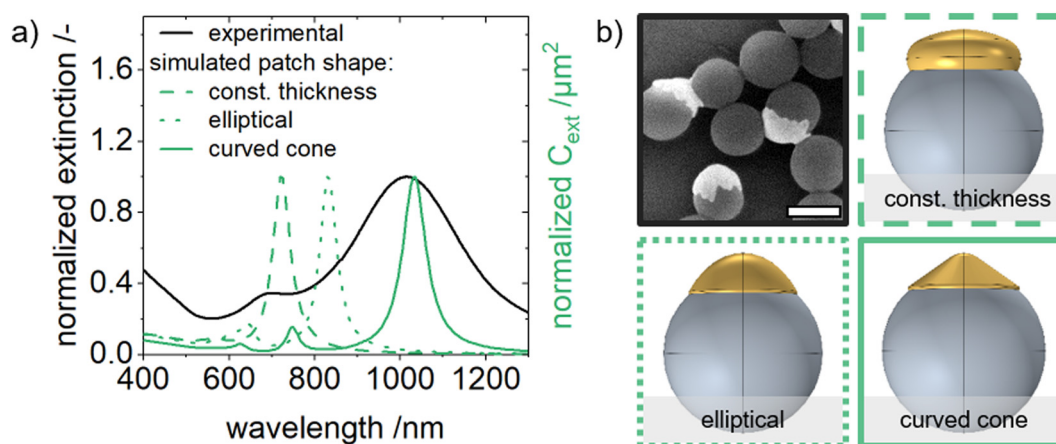 a)
normalized extinction /-
1.6
1.2
0.8
0.4
0.0
400
600
800
1000
1200
wavelength /nm
experimental
simulated patch shape:
const. thickness
elliptical
curved cone
normalized C_ext /µm²
b)
const. thickness
elliptical
curved cone